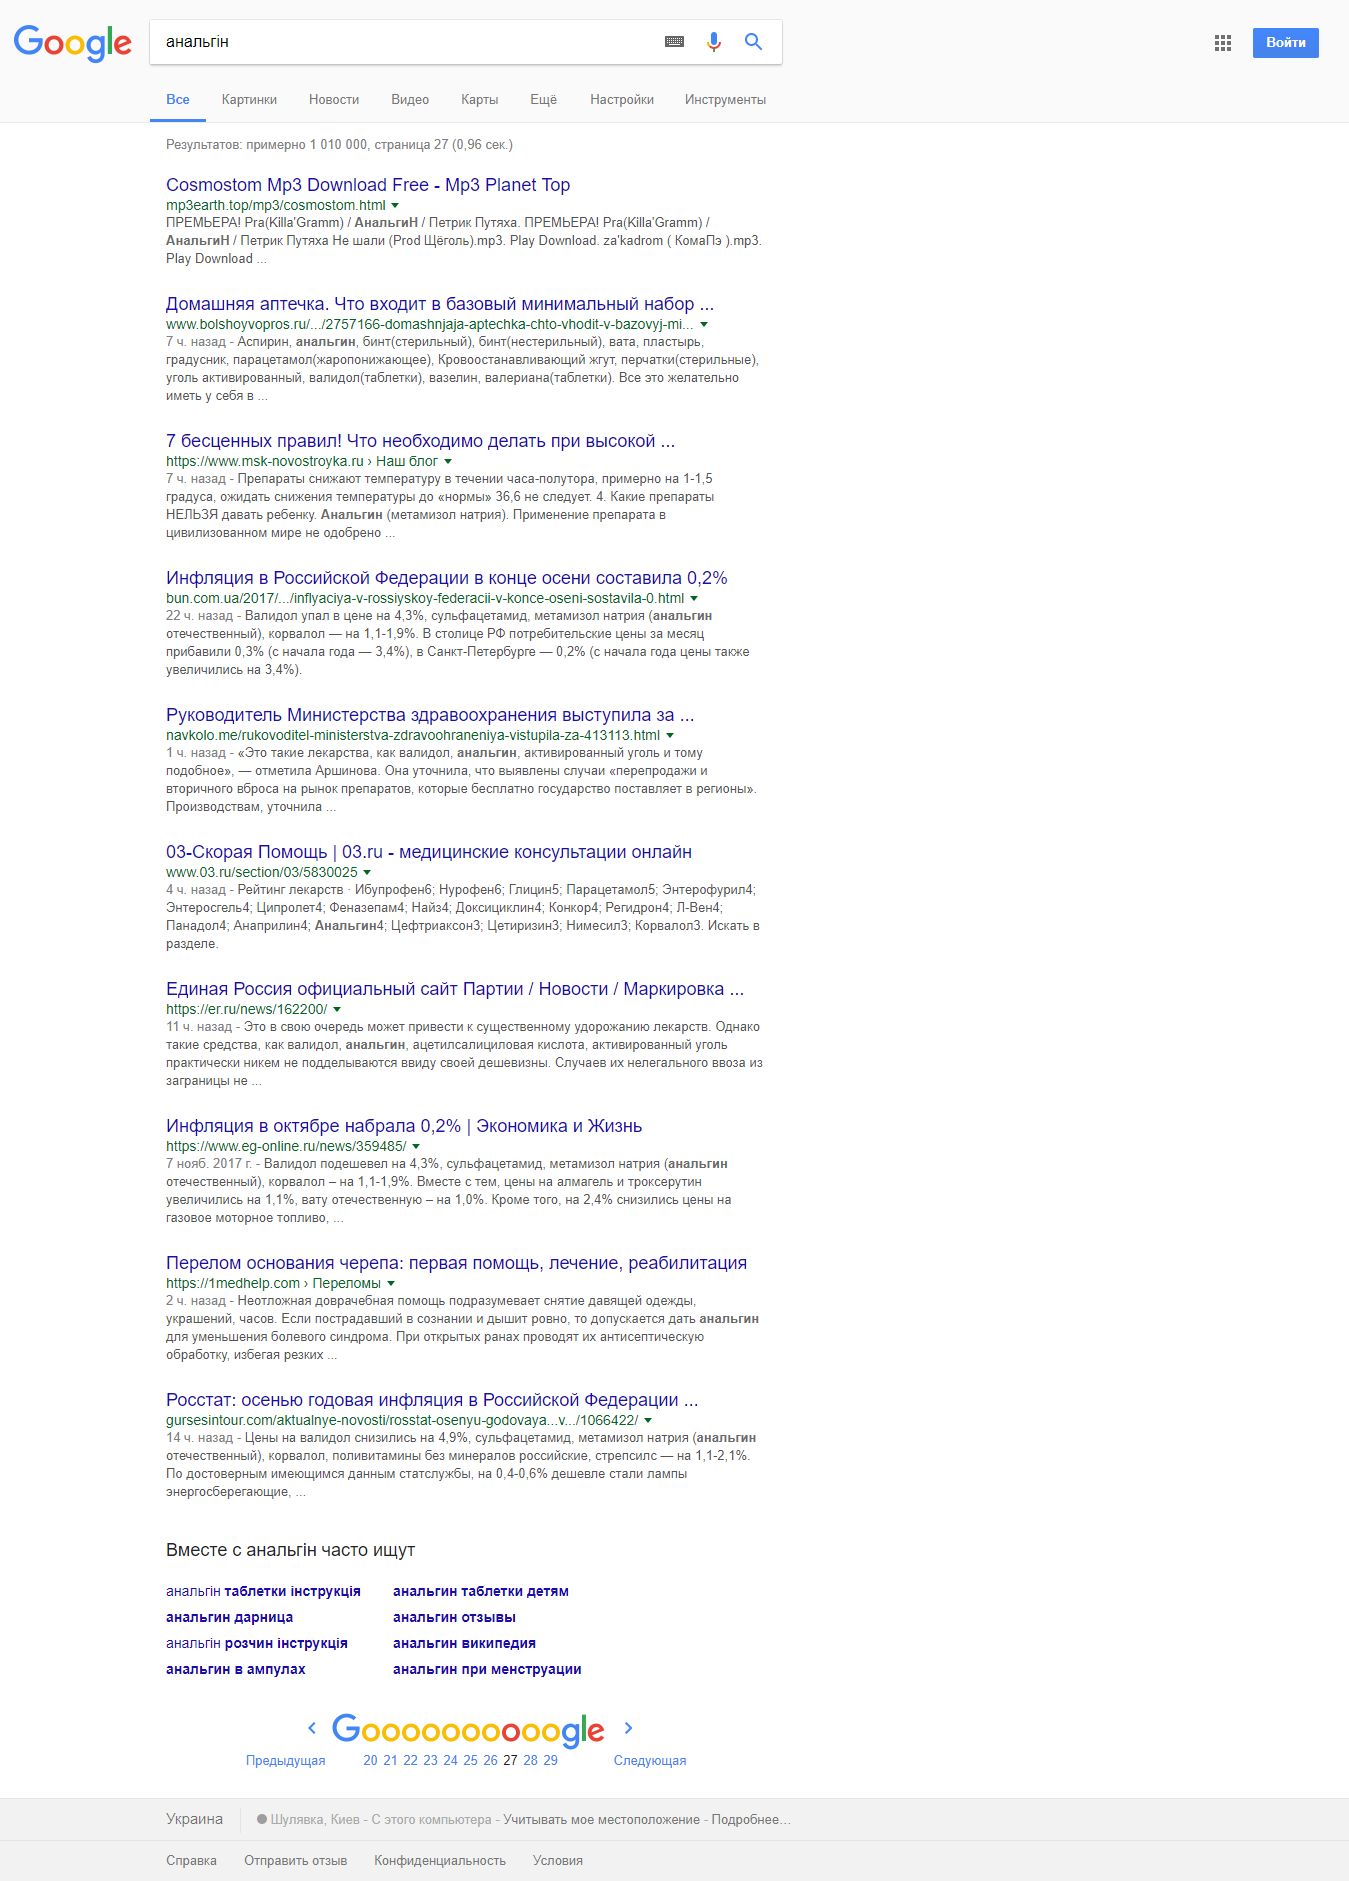 Google
анальгін
Войти
Все Картинки Новости Видео Карты Ещё Настройки Инструменты
Результатов: примерно 1 010 000, страница 27 (0,96 сек.)
Cosmostom Mp3 Download Free - Mp3 Planet Top
mp3earth.top/mp3/cosmostom.html
ПРЕМЬЕРА! Pra(Killa'Gramm) / АнальгиН / Петрик Путяха. ПРЕМЬЕРА! Pra(Killa'Gramm) /
АнальгиН / Петрик Путяха Не шали (Prod Щёголь).mp3. Play Download. za'kadrom ( КомаПэ ).mp3.
Play Download ...
Домашняя аптечка. Что входит в базовый минимальный набор ...
www.bolshoyvopros.ru/.../2757166-domashnjaja-aptechka-chto-vhodit-v-bazovyj-mi...
7 ч. назад - Аспирин, анальгин, бинт(стерильный), бинт(нестерильный), вата, пластырь,
градусник, парацетамол(жаропонижающее), Кровоостанавливающий жгут, перчатки(стерильные),
уголь активированный, валидол(таблетки), вазелин, валериана(таблетки). Все это желательно
иметь у себя в ...
7 бесценных правил! Что необходимо делать при высокой ...
https://www.msk-novostroyka.ru › Наш блог
7 ч. назад - Препараты снижают температуру в течении часа-полутора, примерно на 1-1,5
градуса, ожидать снижения температуры до «нормы» 36,6 не следует. 4. Какие препараты
НЕЛЬЗЯ давать ребенку. Анальгин (метамизол натрия). Применение препарата в
цивилизованном мире не одобрено ...
Инфляция в Российской Федерации в конце осени составила 0,2%
bun.com.ua/2017/.../inflyaciya-v-rossiyskoy-federacii-v-konce-oseni-sostavila-0.html
22 ч. назад - Валидол упал в цене на 4,3%, сульфацетамид, метамизол натрия (анальгин
отечественный), корвалол — на 1,1-1,9%. В столице РФ потребительские цены за месяц
прибавили 0,3% (с начала года — 3,4%), в Санкт-Петербурге — 0,2% (с начала года цены также
увеличились на 3,4%).
Руководитель Министерства здравоохранения выступила за ...
navkolo.me/rukovoditel-ministerstva-zdravoohraneniya-vistupila-za-413113.html
1 ч. назад - «Это такие лекарства, как валидол, анальгин, активированный уголь и тому
подобное», — отметила Аршинова. Она уточнила, что выявлены случаи «перепродажи и
вторичного вброса на рынок препаратов, которые бесплатно государство поставляет в регионы».
Производствам, уточнила ...
03-Скорая Помощь | 03.ru - медицинские консультации онлайн
www.03.ru/section/03/5830025
4 ч. назад - Рейтинг лекарств · Ибупрофен6; Нурофен6; Глицин5; Парацетамол5; Энтерофурил4;
Энтеросгель4; Ципролет4; Феназепам4; Найз4; Доксициклин4; Конкор4; Регидрон4; Л-Вен4;
Панадол4; Анаприлин4; Анальгин4; Цефтриаксон3; Цетиризин3; Нимесил3; Корвалол3. Искать в
разделе.
Единая Россия официальный сайт Партии / Новости / Маркировка ...
https://er.ru/news/162200/
11 ч. назад - Это в свою очередь может привести к существенному удорожанию лекарств. Однако
такие средства, как валидол, анальгин, ацетилсалициловая кислота, активированный уголь
практически никем не подделываются ввиду своей дешевизны. Случаев их нелегального ввоза из
заграницы не ...
Инфляция в октябре набрала 0,2% | Экономика и Жизнь
https://www.eg-online.ru/news/359485/
7 нояб. 2017 г. - Валидол подешевел на 4,3%, сульфацетамид, метамизол натрия (анальгин
отечественный), корвалол – на 1,1-1,9%. Вместе с тем, цены на алмагель и троксерутин
увеличились на 1,1%, вату отечественную – на 1,0%. Кроме того, на 2,4% снизились цены на
газовое моторное топливо, ...
Перелом основания черепа: первая помощь, лечение, реабилитация
https://1medhelp.com › Переломы
2 ч. назад - Неотложная доврачебная помощь подразумевает снятие давящей одежды,
украшений, часов. Если пострадавший в сознании и дышит ровно, то допускается дать анальгин
для уменьшения болевого синдрома. При открытых ранах проводят их антисептическую
обработку, избегая резких ...
Росстат: осенью годовая инфляция в Российской Федерации ...
gursesintour.com/aktualnye-novosti/rosstat-osenyu-godovaya...v.../1066422/
14 ч. назад - Цены на валидол снизились на 4,9%, сульфацетамид, метамизол натрия (анальгин
отечественный), корвалол, поливитамины без минералов российские, стрепсилс — на 1,1-2,1%.
По достоверным имеющимся данным статслужбы, на 0,4-0,6% дешевле стали лампы
энергосберегающие, ...
Вместе с анальгін часто ищут
анальгін таблетки інструкція анальгин таблетки детям
анальгин дарница анальгин отзывы
анальгін розчин інструкція анальгин википедия
анальгин в ампулах анальгин при менструации
Goooooooooogle
Предыдущая 20 21 22 23 24 25 26 27 28 29 Следующая
Украина Шулявка, Киев - С этого компьютера - Учитывать мое местоположение - Подробнее…
Справка Отправить отзыв Конфиденциальность Условия